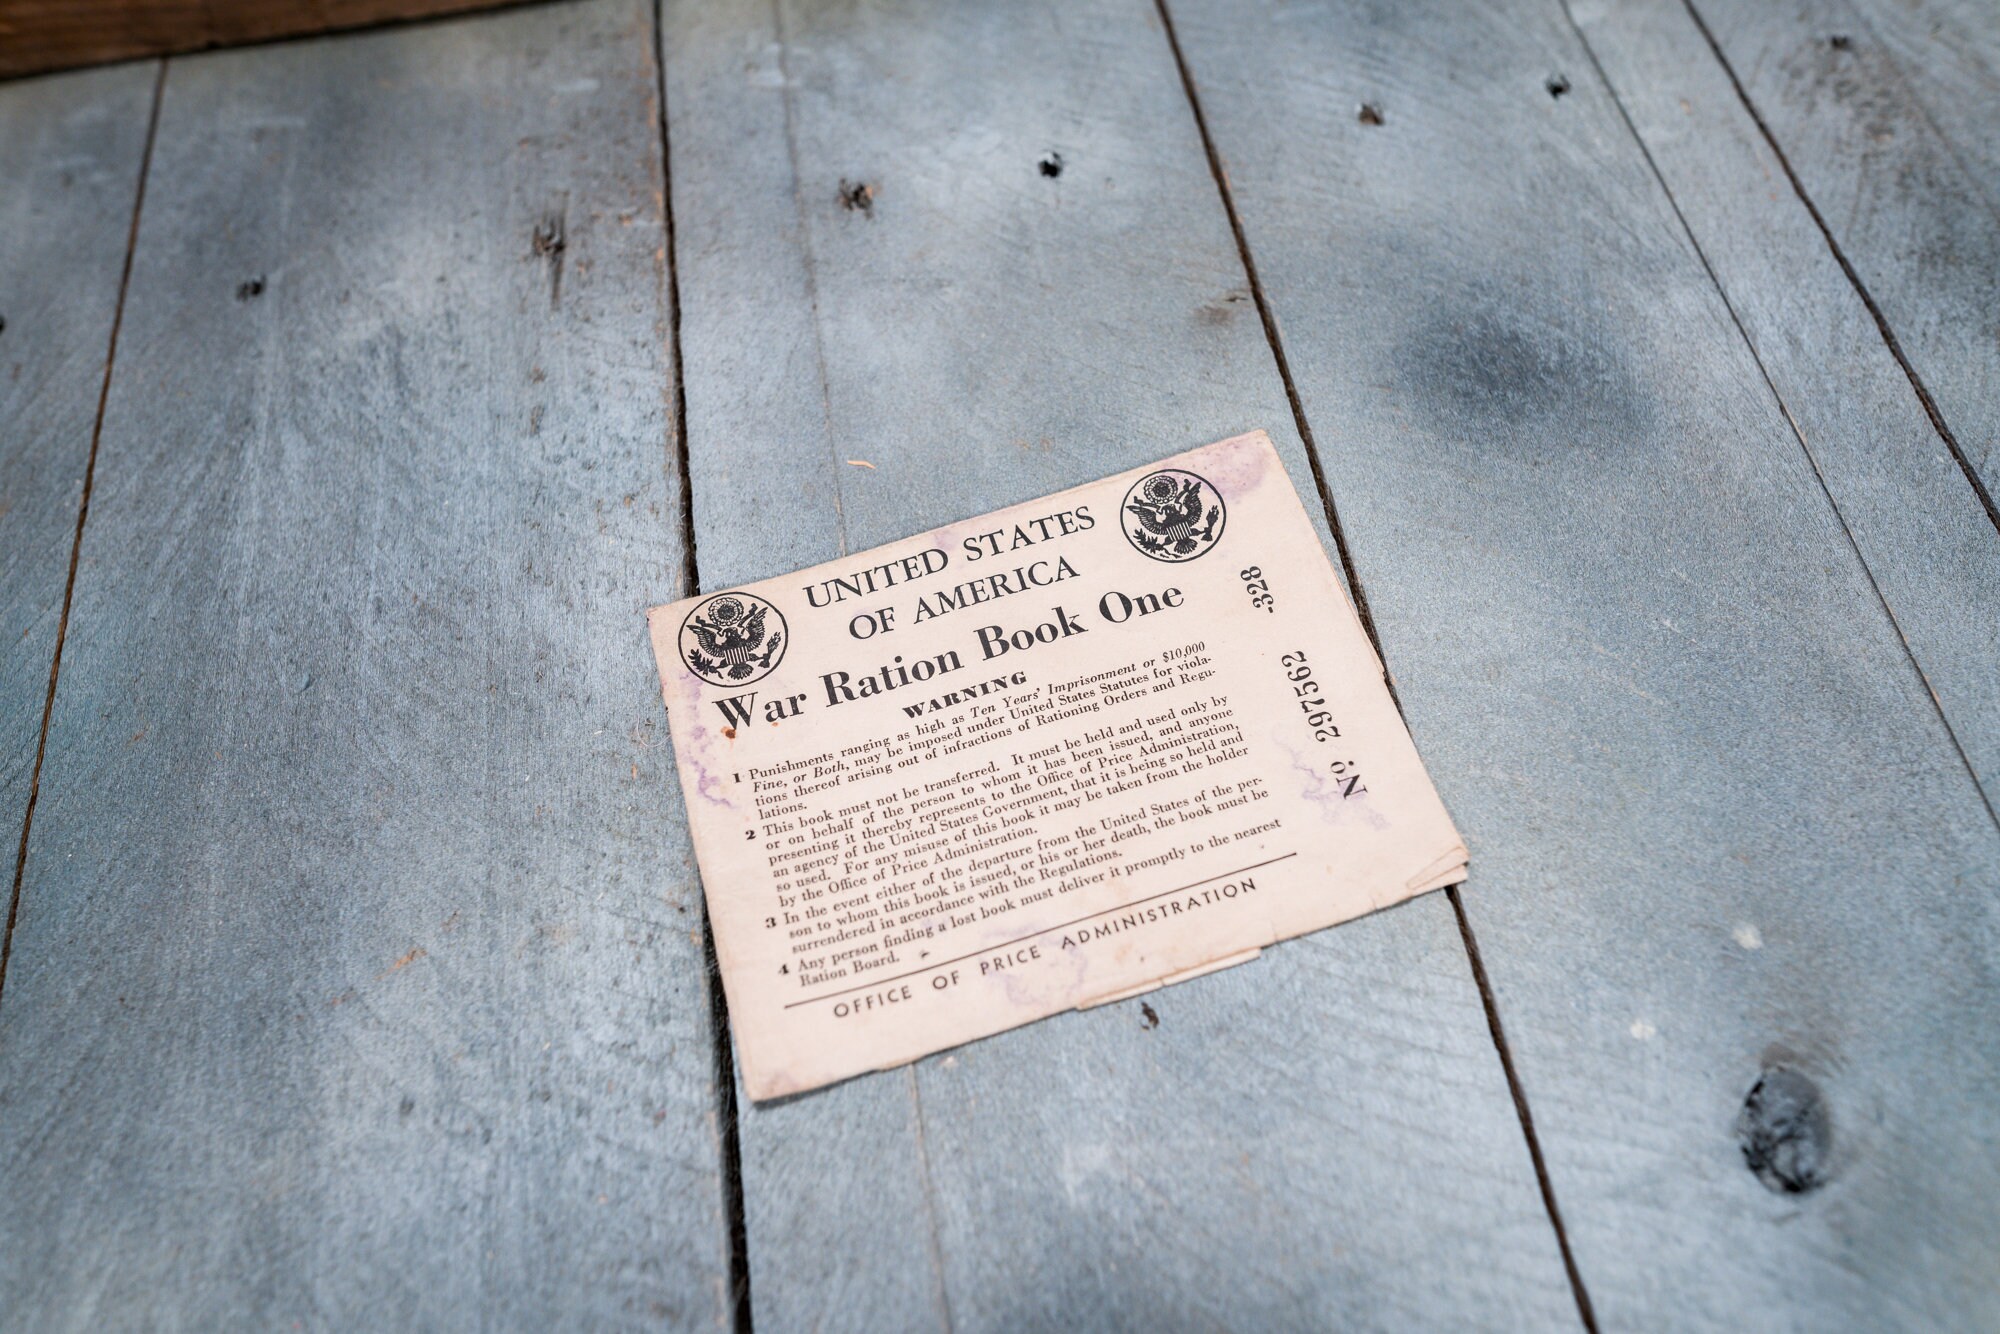 UNITED STATES
OF AMERICA
War Ration Book One
WARNING
1 Punishments ranging as high as Ten Years' Imprisonment or $10,000
Fine, or Both, may be imposed under United States Statutes for viola-
tions thereof arising out of infractions of Rationing Orders and Regu-
lations.
2 This book must not be transferred. It must be held and used only by
or on behalf of the person to whom it has been issued, and anyone
presenting it thereby represents to the Office of Price Administration,
an agency of the United States Government, that it is being so held and
so used. For any misuse of this book it may be taken from the holder
by the Office of Price Administration.
3 In the event either of the departure from the United States of the per-
son to whom this book is issued, or his or her death, the book must be
surrendered in accordance with the Regulations.
4 Any person finding a lost book must deliver it promptly to the nearest
Ration Board.
OFFICE OF PRICE ADMINISTRATION
No 297562 -328